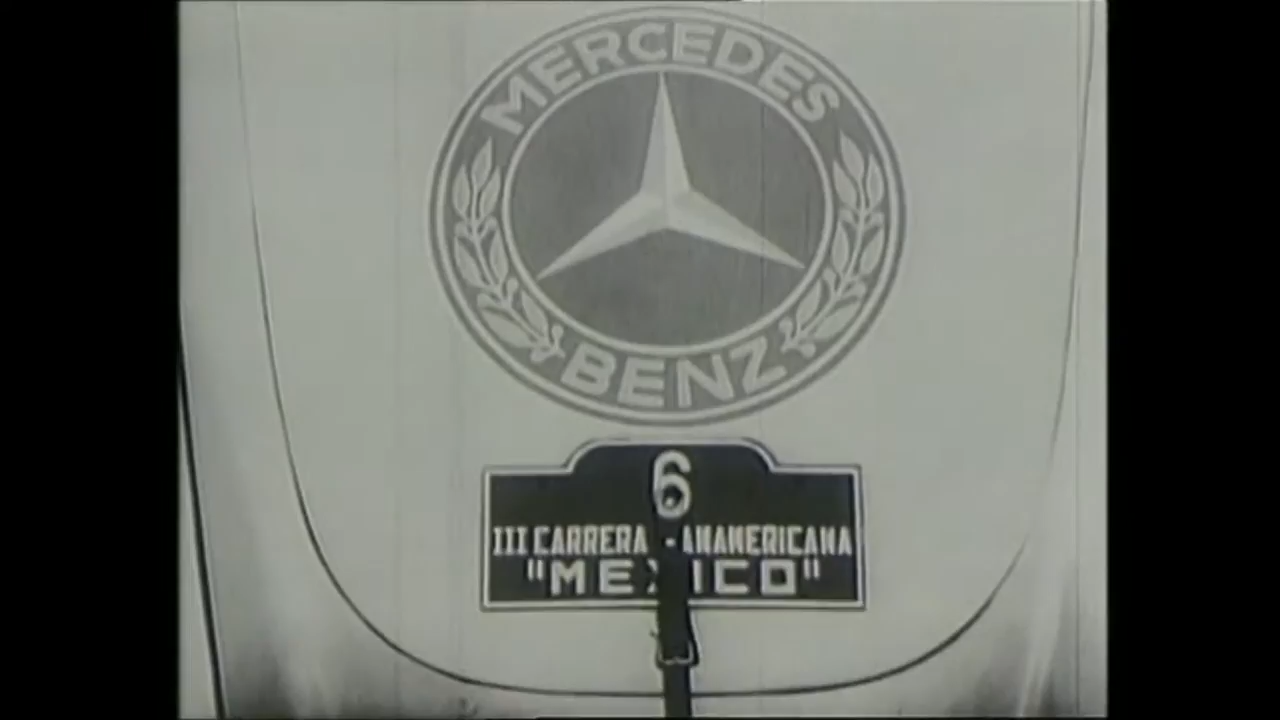 MERCEDES
BENZ
6
III CARRERA ANAMERICANA
"MEXICO"